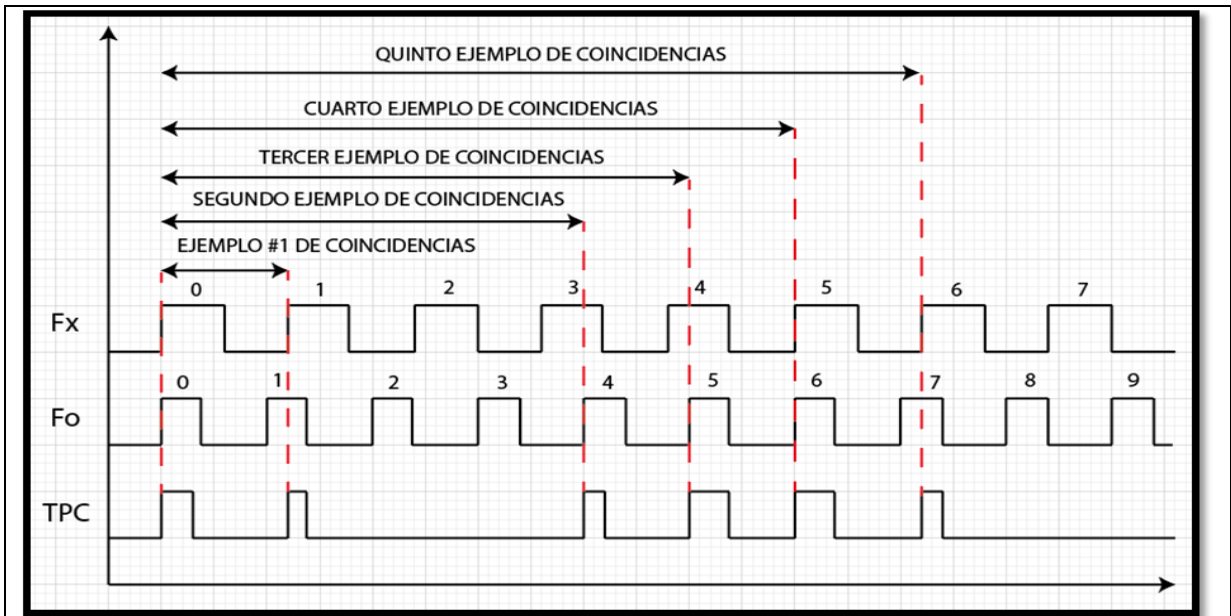 QUINTO EJEMPLO DE COINCIDENCIAS
CUARTO EJEMPLO DE COINCIDENCIAS
TERCER EJEMPLO DE COINCIDENCIAS
SEGUNDO EJEMPLO DE COINCIDENCIAS
EJEMPLO #1 DE COINCIDENCIAS
0 1 2 3 4 5 6 7
Fx
0 1 2 3 4 5 6 7 8 9
Fo
TPC